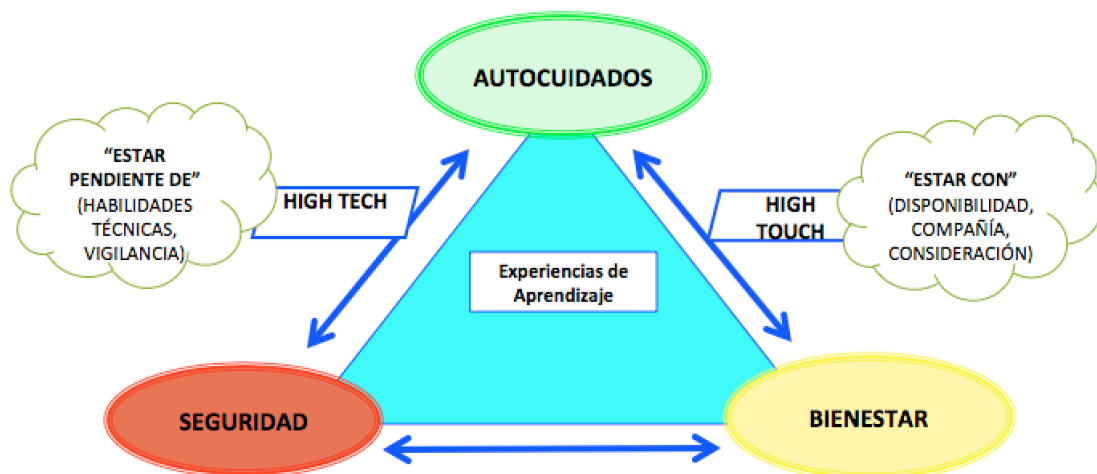 AUTOCUIDADOS
“ESTAR
PENDIENTE DE”
(HABILIDADES
TÉCNICAS,
VIGILANCIA)
HIGH TECH
HIGH
TOUCH
“ESTAR CON”
(DISPONIBILIDAD,
COMPAÑÍA,
CONSIDERACIÓN)
Experiencias de
Aprendizaje
SEGURIDAD
BIENESTAR